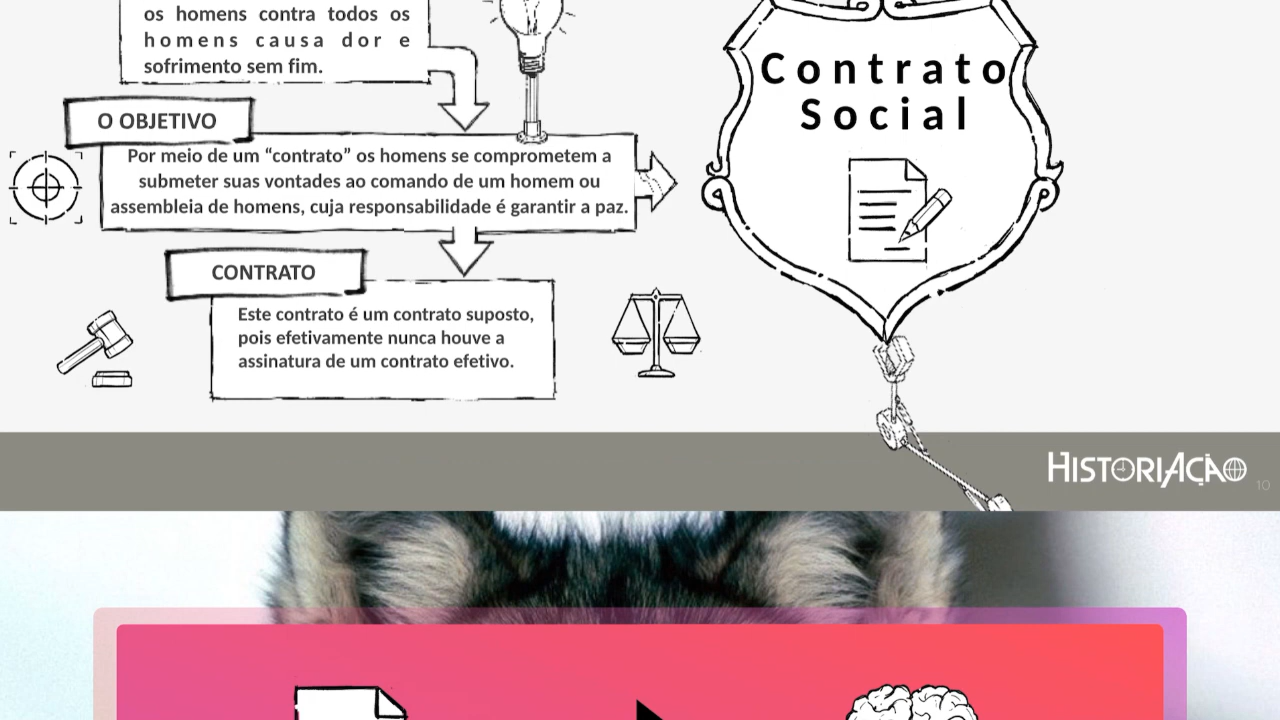 os homens contra todos os
homens causa dor e
sofrimento sem fim.
O OBJETIVO
Por meio de um “contrato” os homens se comprometem a
submeter suas vontades ao comando de um homem ou
assembleia de homens, cuja responsabilidade é garantir a paz.
CONTRATO
Este contrato é um contrato suposto,
pois efetivamente nunca houve a
assinatura de um contrato efetivo.
Contrato
Social
HISTORIAÇÃO
10